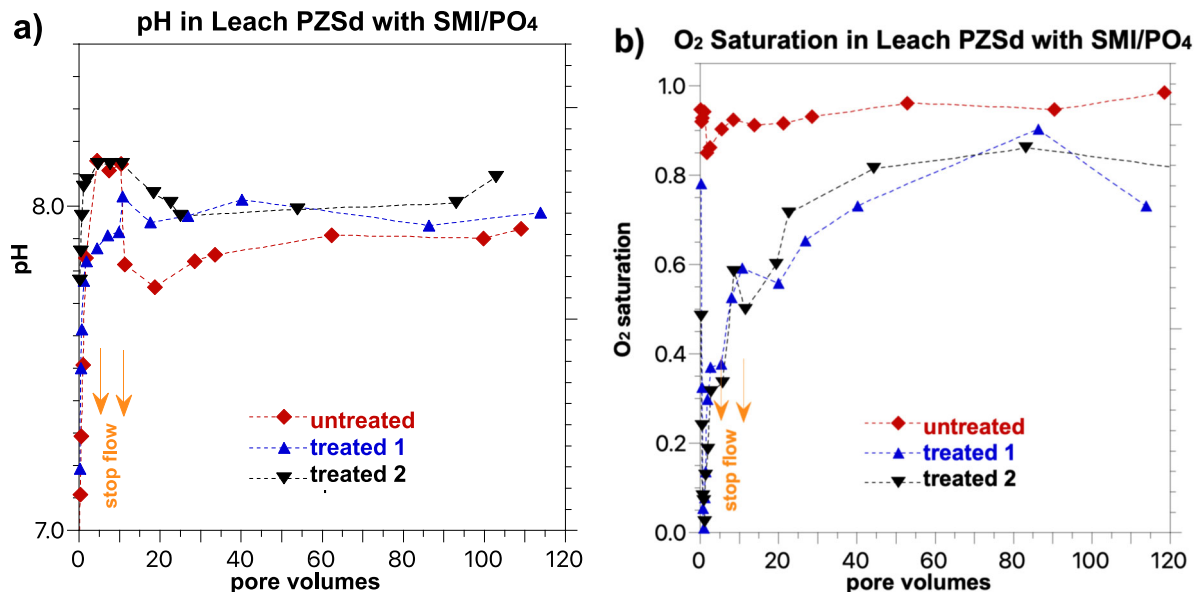 a)
pH in Leach PZSd with SMI/PO4
8.0
7.0
pH
0
20
40
60
80
100
120
pore volumes
stop flow
untreated
treated 1
treated 2
b)
O2 Saturation in Leach PZSd with SMI/PO4
1.0
0.8
0.6
0.4
0.2
0.0
O2 saturation
0
20
40
60
80
100
120
pore volumes
stop flow
untreated
treated 1
treated 2